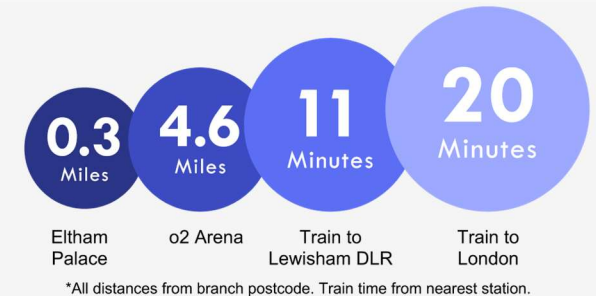 0.3
Miles
4.6
Miles
11
Minutes
20
Minutes
Eltham
Palace
o2 Arena
Train to
Lewisham DLR
Train to
London
*All distances from branch postcode. Train time from nearest station.